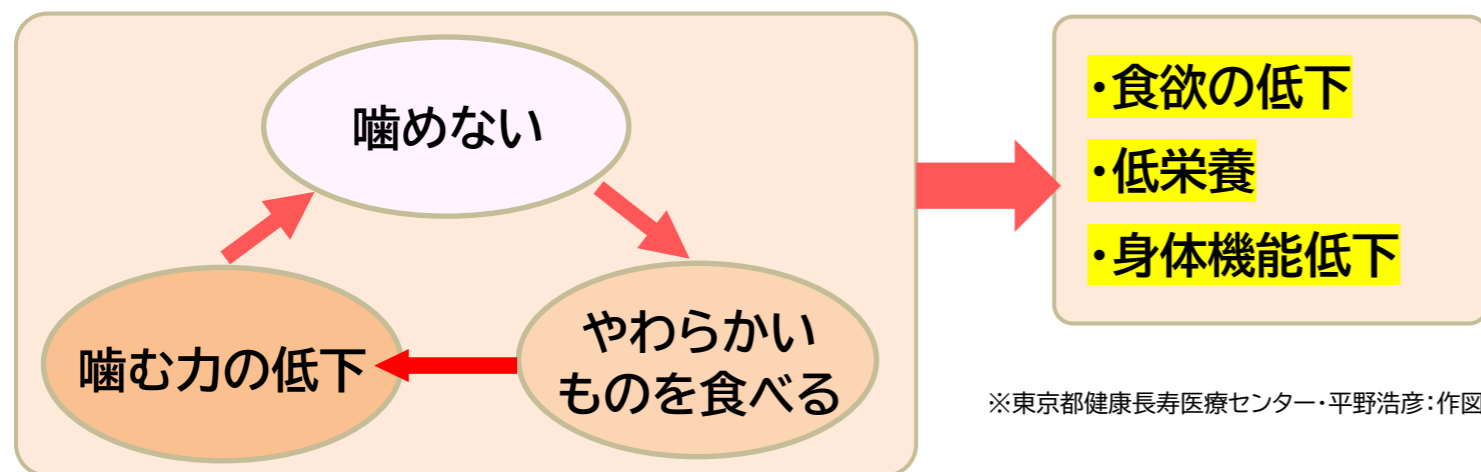 噛めない
やわらかい
ものを食べる
噛む力の低下
・食欲の低下
・低栄養
・身体機能低下
※東京都健康長寿医療センター・平野浩彦:作図